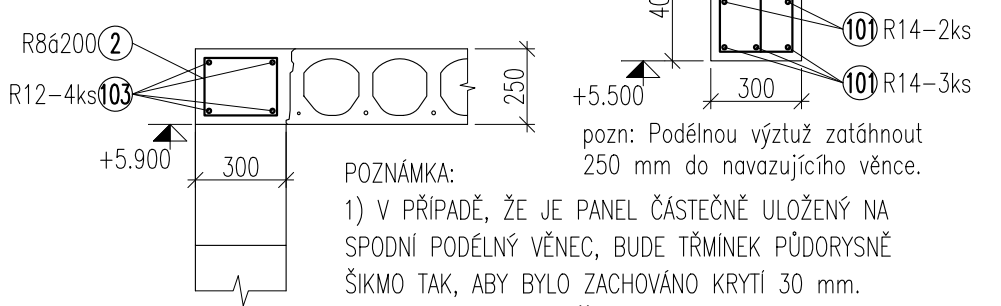 R8á200 2
R12-4ks 103
+5.900
300
250
40
101 R14-2ks
101 R14-3ks
+5.500
300
pozn: Podélnou výztuž zatáhnout
250 mm do navazujícího věnce.
POZNÁMKA:
1) V PŘÍPADĚ, ŽE JE PANEL ČÁSTEČNĚ ULOŽENÝ NA
SPODNÍ PODÉLNÝ VĚNEC, BUDE TŘMÍNEK PŮDORYSNĚ
ŠIKMO TAK, ABY BYLO ZACHOVÁNO KRYTÍ 30 mm.